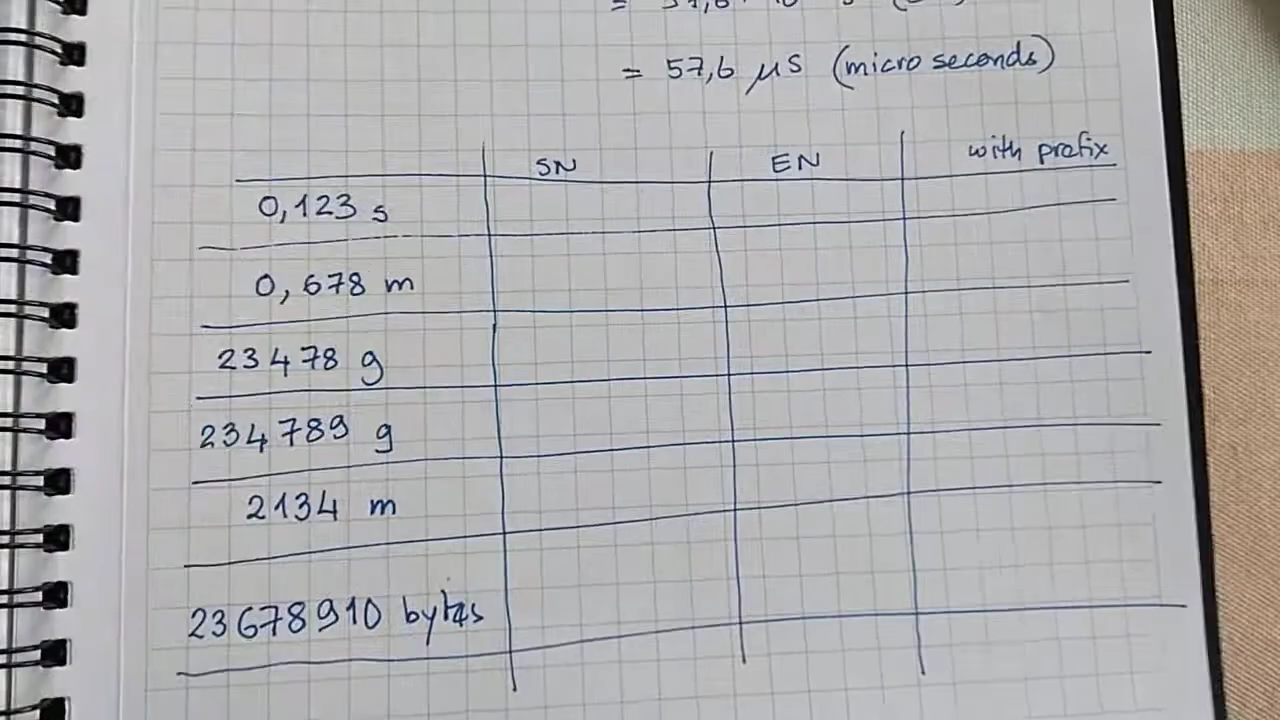 = 57,6 μs (micro seconds)
SN EN with prefix
0,123 s
0,678 m
23478 g
234789 g
2134 m
23678910 bytes